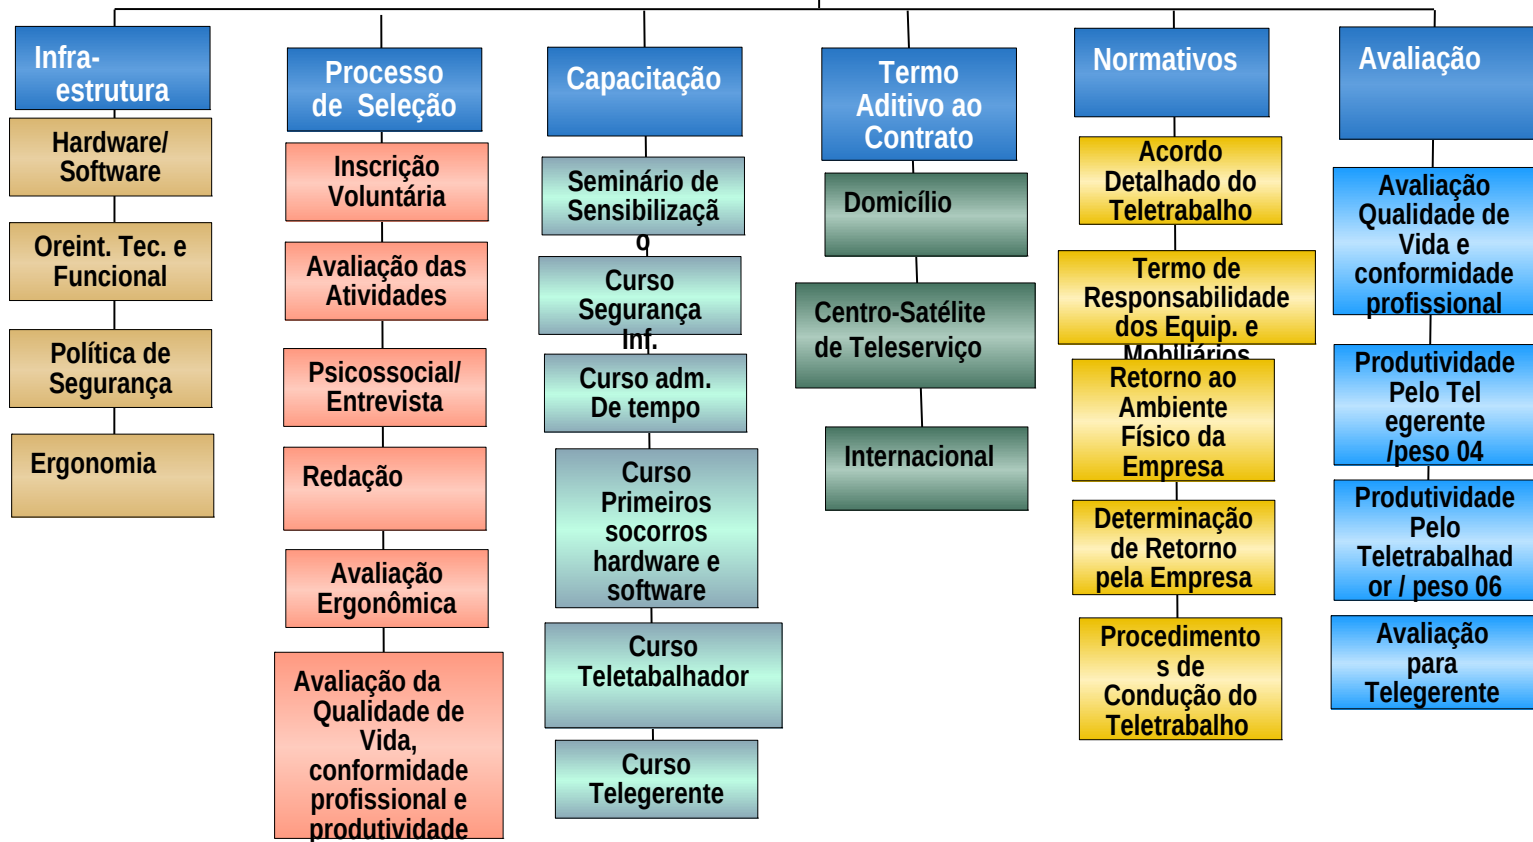 Infra-
estrutura
Hardware/
Software
Oreint. Tec. e
Funcional
Política de
Segurança
Ergonomia
Processo
de Seleção
Inscrição
Voluntária
Avaliação das
Atividades
Psicossocial/
Entrevista
Redação
Avaliação
Ergonômica
Avaliação da
Qualidade de
Vida,
conformidade
profissional e
produtividade
Capacitação
Seminário de
Sensibilizaçã
o
Curso
Segurança
Inf.
Curso adm.
De tempo
Curso
Primeiros
socorros
hardware e
software
Curso
Teletabalhador
Curso
Telegerente
Termo
Aditivo ao
Contrato
Domicílio
Centro-Satélite
de Teleserviço
Internacional
Normativos
Acordo
Detalhado do
Teletrabalho
Termo de
Responsabilidade
dos Equip. e
Mobiliários
Retorno ao
Ambiente
Físico da
Empresa
Determinação
de Retorno
pela Empresa
Procedimento
s de
Condução do
Teletrabalho
Avaliação
Avaliação
Qualidade de
Vida e
conformidade
profissional
Produtividade
Pelo Tel
egerente
/peso 04
Produtividade
Pelo
Teletrabalhad
or / peso 06
Avaliação
para
Telegerente